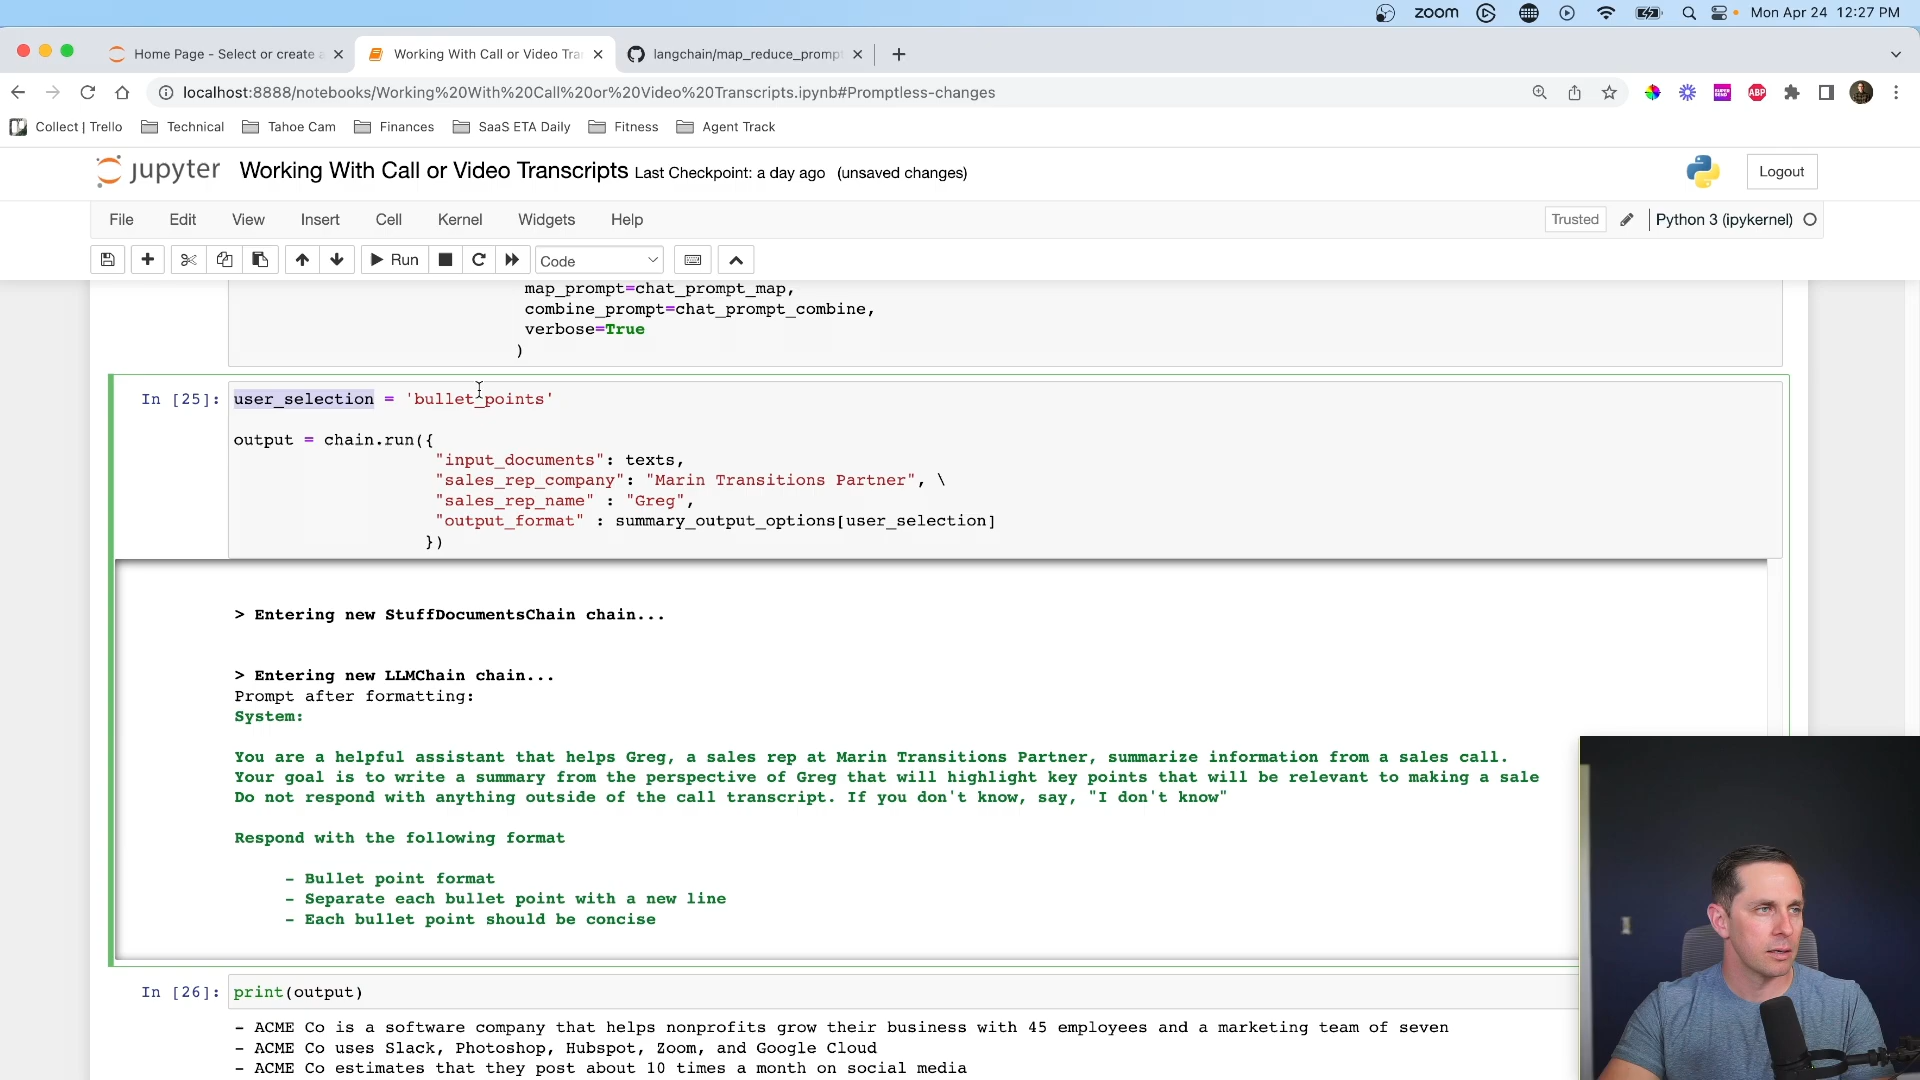 zoom
Mon Apr 24 12:27 PM
Home Page - Select or create a
Working With Call or Video Tra
langchain/map_reduce_prompt
localhost:8888/notebooks/Working%20With%20Call%20or%20Video%20Transcripts.ipynb#Promptless-changes
ABP
Collect | Trello
Technical
Tahoe Cam
Finances
SaaS ETA Daily
Fitness
Agent Track
jupyter Working With Call or Video Transcripts Last Checkpoint: a day ago (unsaved changes)
Logout
File Edit View Insert Cell Kernel Widgets Help
Trusted
Python 3 (ipykernel)
Run
Code
map_prompt=chat_prompt_map,
combine_prompt=chat_prompt_combine,
verbose=True
)
In [25]: user_selection = 'bullet_points'
output = chain.run({
"input_documents": texts,
"sales_rep_company": "Marin Transitions Partner", \
"sales_rep_name" : "Greg",
"output_format" : summary_output_options[user_selection]
})
> Entering new StuffDocumentsChain chain...
> Entering new LLMChain chain...
Prompt after formatting:
System:
You are a helpful assistant that helps Greg, a sales rep at Marin Transitions Partner, summarize information from a sales call.
Your goal is to write a summary from the perspective of Greg that will highlight key points that will be relevant to making a sale
Do not respond with anything outside of the call transcript. If you don't know, say, "I don't know"
Respond with the following format
- Bullet point format
- Separate each bullet point with a new line
- Each bullet point should be concise
In [26]: print(output)
- ACME Co is a software company that helps nonprofits grow their business with 45 employees and a marketing team of seven
- ACME Co uses Slack, Photoshop, Hubspot, Zoom, and Google Cloud
- ACME Co estimates that they post about 10 times a month on social media